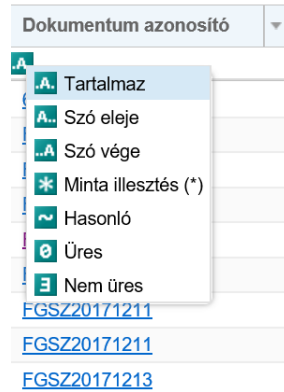 Dokumentum azonosító
.A
.A. Tartalmaz
A.. Szó eleje
..A Szó vége
* Minta illesztés (*)
~ Hasonló
Üres
Nem üres
FGSZ20171211
FGSZ20171211
FGSZ20171213